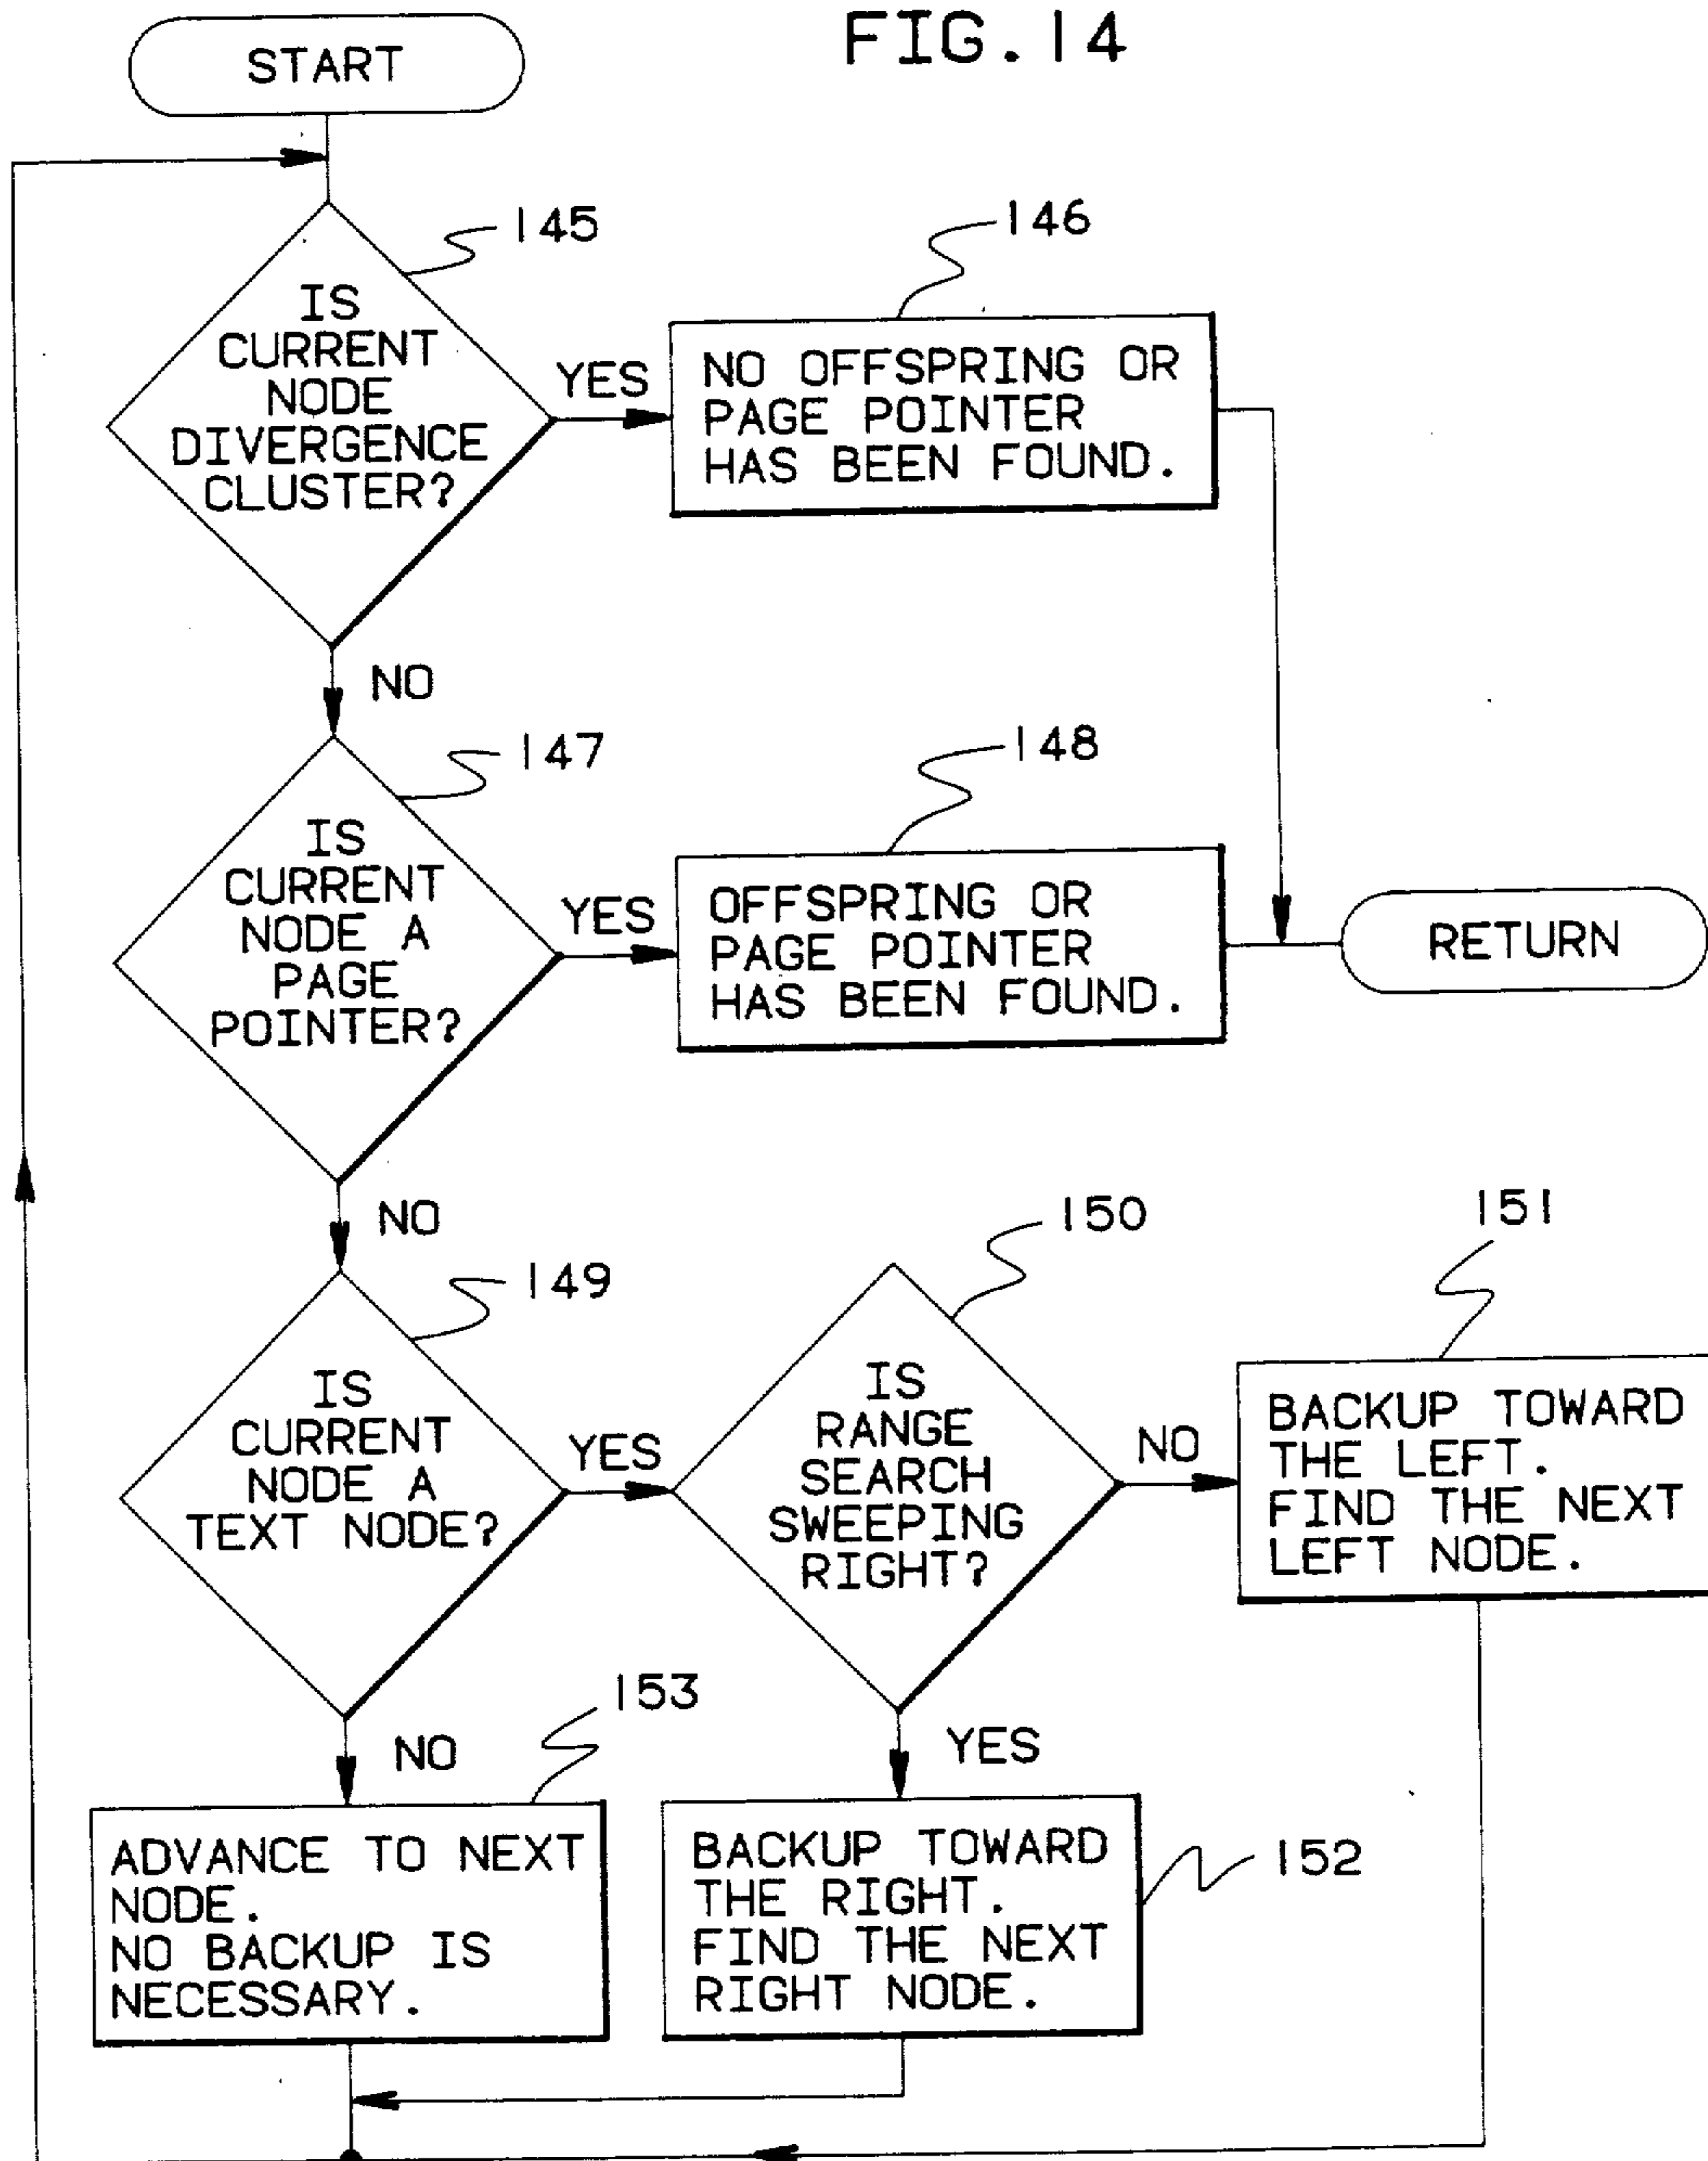 FIG. 14
START
145
IS
CURRENT
NODE
DIVERGENCE
CLUSTER?
YES
146
NO OFFSPRING OR
PAGE POINTER
HAS BEEN FOUND.
NO
147
IS
CURRENT
NODE A
PAGE
POINTER?
YES
148
OFFSPRING OR
PAGE POINTER
HAS BEEN FOUND.
RETURN
NO
149
IS
CURRENT
NODE A
TEXT NODE?
YES
150
IS
RANGE
SEARCH
SWEEPING
RIGHT?
NO
151
BACKUP TOWARD
THE LEFT.
FIND THE NEXT
LEFT NODE.
NO
153
ADVANCE TO NEXT
NODE.
NO BACKUP IS
NECESSARY.
YES
BACKUP TOWARD
THE RIGHT.
FIND THE NEXT
RIGHT NODE.
152